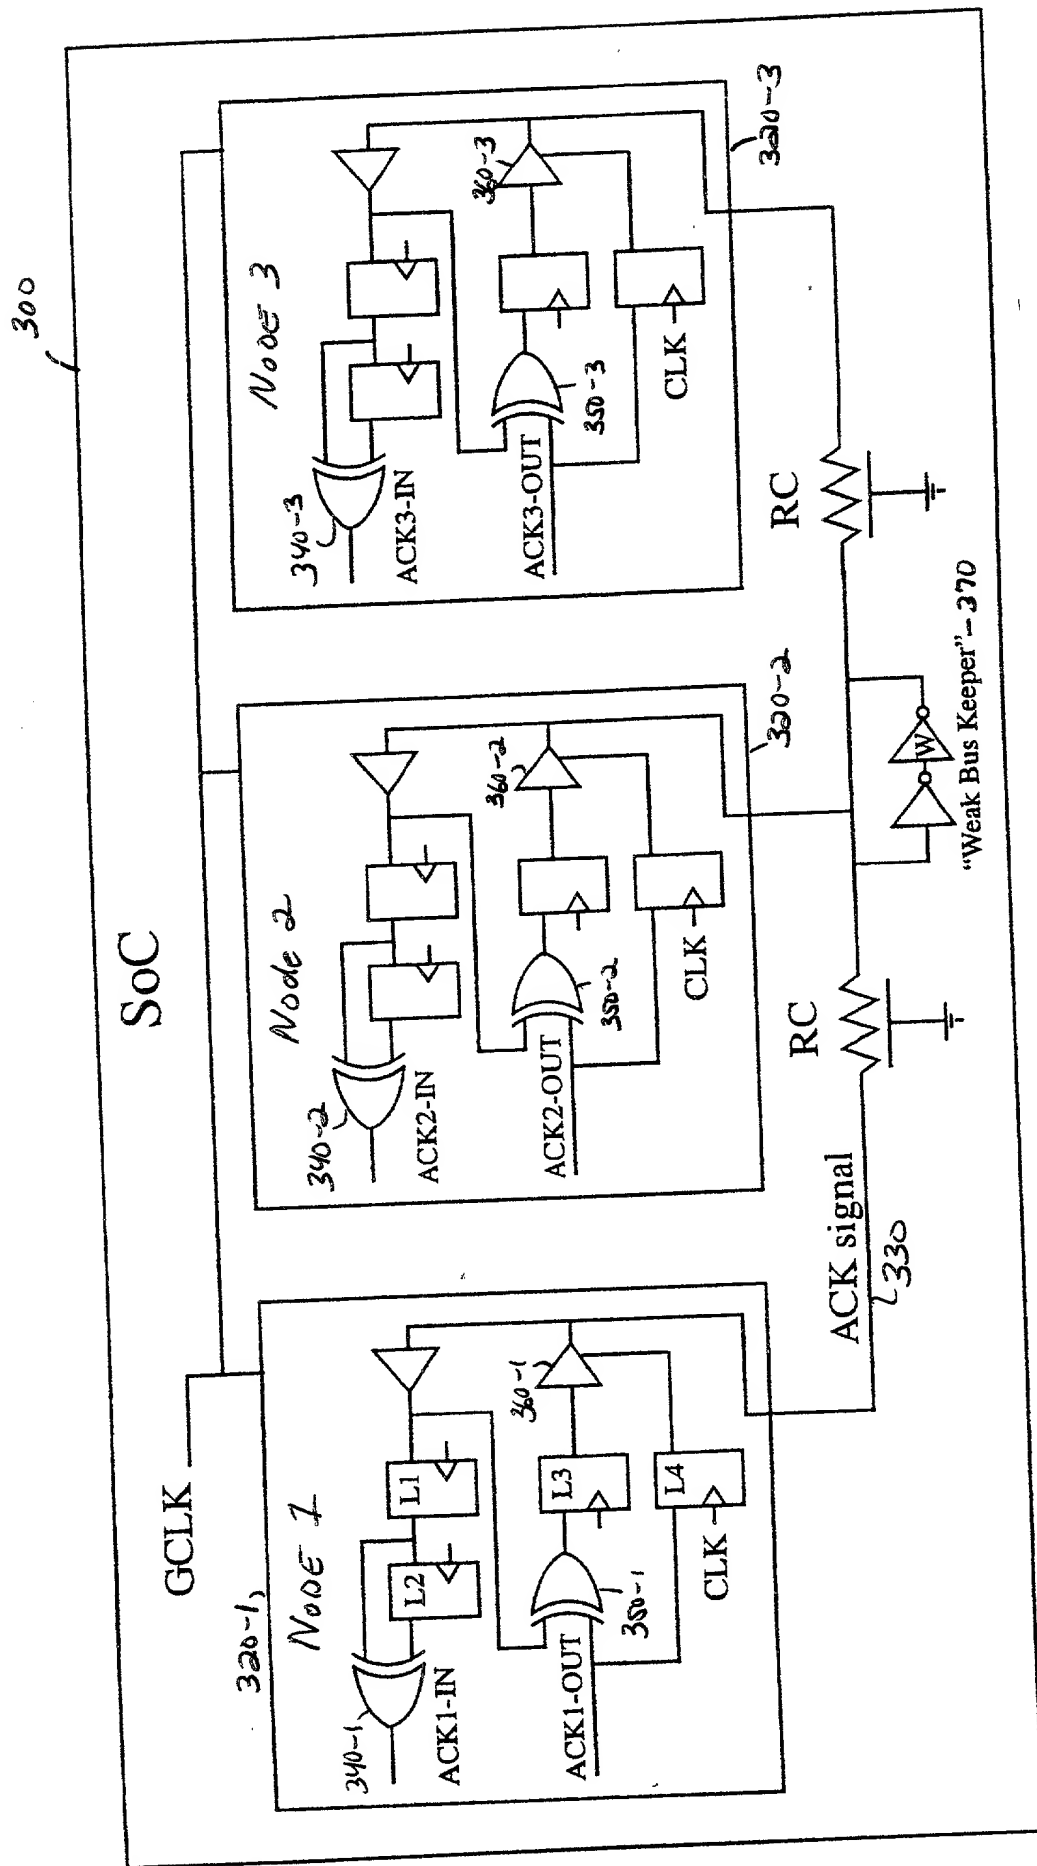 300
SoC
GCLK
320-1
NODE 1
340-1
ACK1-IN
L2
L1
360-1
L3
350-1
ACK1-OUT
L4
CLK
Node 2
340-2
ACK2-IN
360-2
350-2
ACK2-OUT
CLK
320-2
NODE 3
340-3
ACK3-IN
360-3
350-3
ACK3-OUT
CLK
320-3
ACK signal
330
RC
W
"Weak Bus Keeper"-370
RC